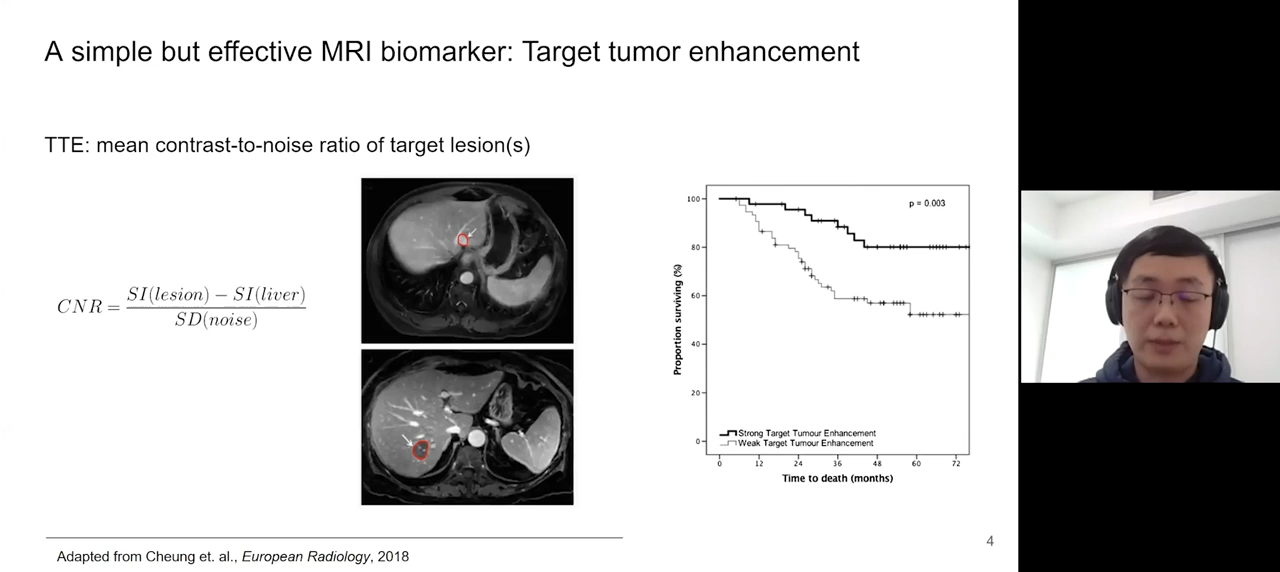 A simple but effective MRI biomarker: Target tumor enhancement
TTE: mean contrast-to-noise ratio of target lesion(s)
CNR = SI(lesion) − SI(liver) / SD(noise)
p = 0.003
Proportion surviving (%)
100
80
60
40
20
0
Strong Target Tumour Enhancement
Weak Target Tumour Enhancement
0 12 24 36 48 60 72
Time to death (months)
Adapted from Cheung et. al., European Radiology, 2018
4